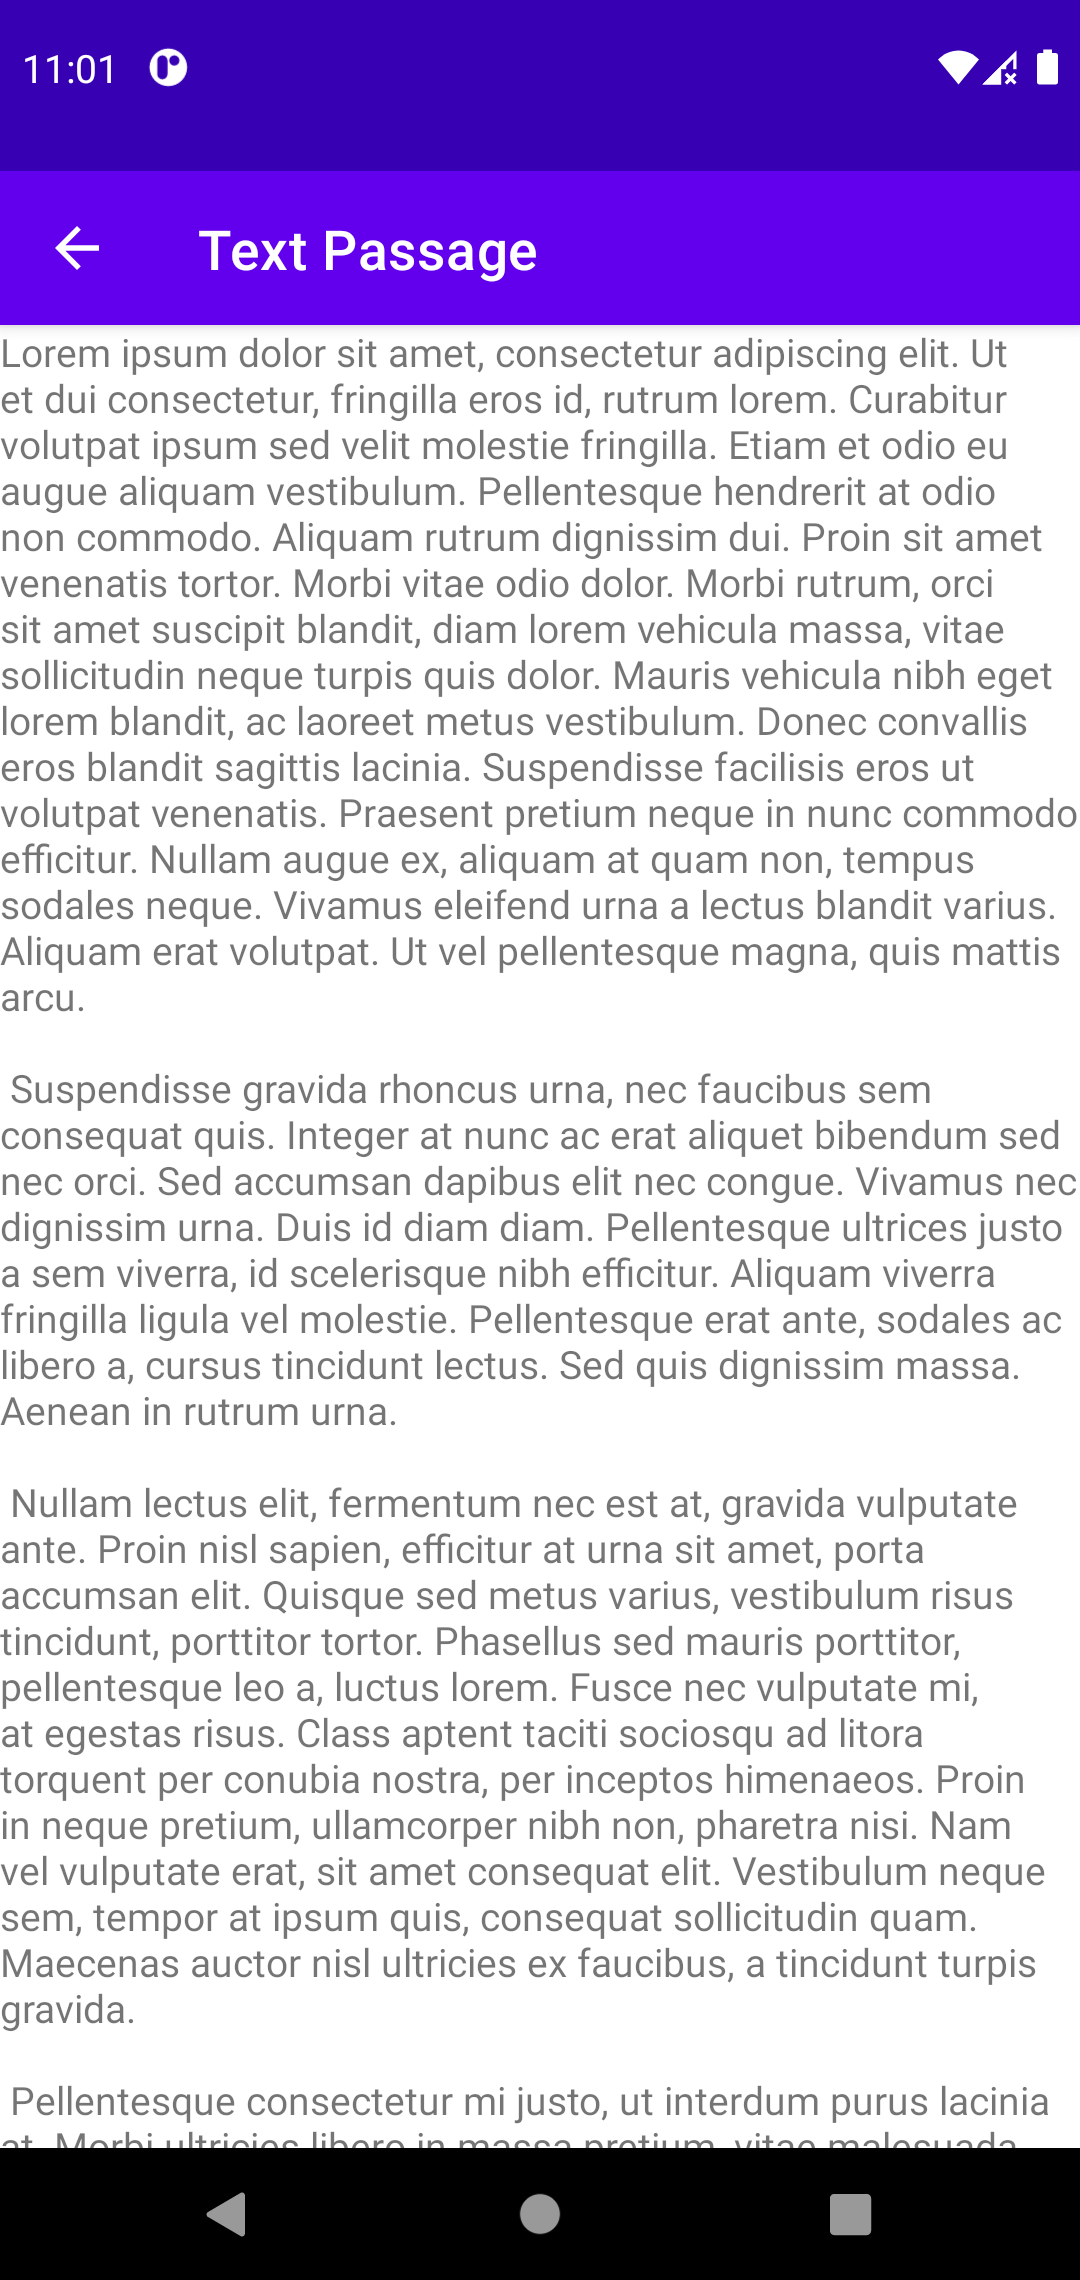 11:01
Text Passage
Lorem ipsum dolor sit amet, consectetur adipiscing elit. Ut
et dui consectetur, fringilla eros id, rutrum lorem. Curabitur
volutpat ipsum sed velit molestie fringilla. Etiam et odio eu
augue aliquam vestibulum. Pellentesque hendrerit at odio
non commodo. Aliquam rutrum dignissim dui. Proin sit amet
venenatis tortor. Morbi vitae odio dolor. Morbi rutrum, orci
sit amet suscipit blandit, diam lorem vehicula massa, vitae
sollicitudin neque turpis quis dolor. Mauris vehicula nibh eget
lorem blandit, ac laoreet metus vestibulum. Donec convallis
eros blandit sagittis lacinia. Suspendisse facilisis eros ut
volutpat venenatis. Praesent pretium neque in nunc commodo
efficitur. Nullam augue ex, aliquam at quam non, tempus
sodales neque. Vivamus eleifend urna a lectus blandit varius.
Aliquam erat volutpat. Ut vel pellentesque magna, quis mattis
arcu.
Suspendisse gravida rhoncus urna, nec faucibus sem
consequat quis. Integer at nunc ac erat aliquet bibendum sed
nec orci. Sed accumsan dapibus elit nec congue. Vivamus nec
dignissim urna. Duis id diam diam. Pellentesque ultrices justo
a sem viverra, id scelerisque nibh efficitur. Aliquam viverra
fringilla ligula vel molestie. Pellentesque erat ante, sodales ac
libero a, cursus tincidunt lectus. Sed quis dignissim massa.
Aenean in rutrum urna.
Nullam lectus elit, fermentum nec est at, gravida vulputate
ante. Proin nisl sapien, efficitur at urna sit amet, porta
accumsan elit. Quisque sed metus varius, vestibulum risus
tincidunt, porttitor tortor. Phasellus sed mauris porttitor,
pellentesque leo a, luctus lorem. Fusce nec vulputate mi,
at egestas risus. Class aptent taciti sociosqu ad litora
torquent per conubia nostra, per inceptos himenaeos. Proin
in neque pretium, ullamcorper nibh non, pharetra nisi. Nam
vel vulputate erat, sit amet consequat elit. Vestibulum neque
sem, tempor at ipsum quis, consequat sollicitudin quam.
Maecenas auctor nisl ultricies ex faucibus, a tincidunt turpis
gravida.
Pellentesque consectetur mi justo, ut interdum purus lacinia
at. Morbi ultricies libero in massa pretium, vitae malesuada